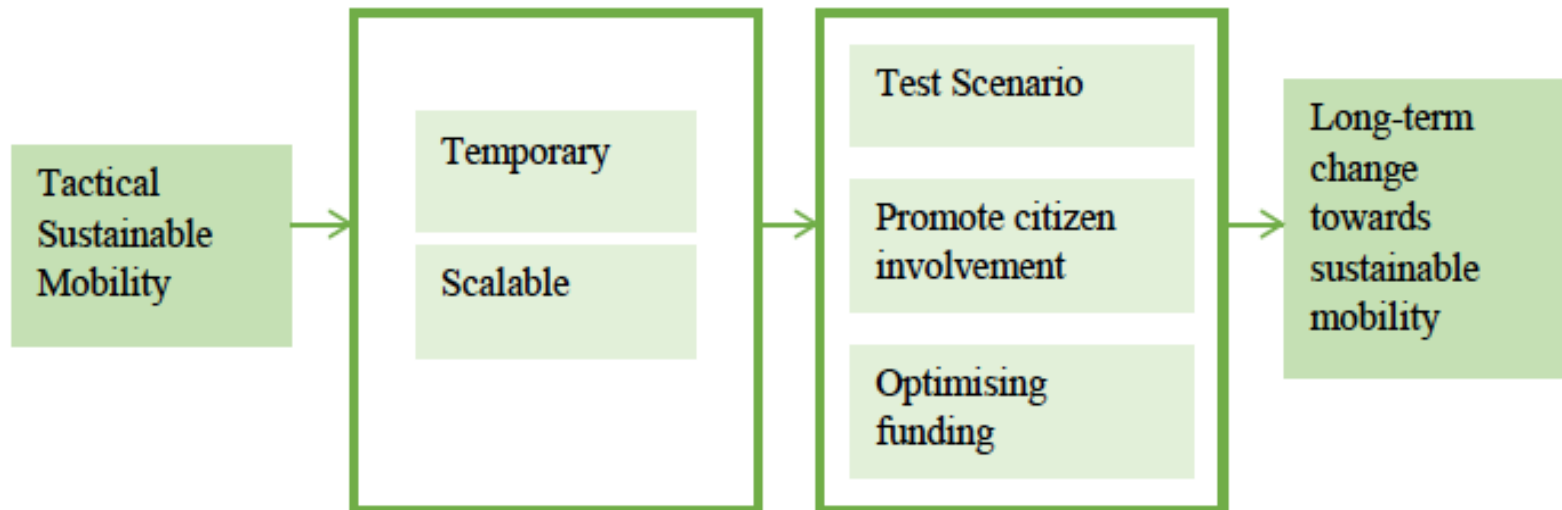 Tactical
Sustainable
Mobility
Temporary
Scalable
Test Scenario
Promote citizen
involvement
Optimising
funding
Long-term
change
towards
sustainable
mobility